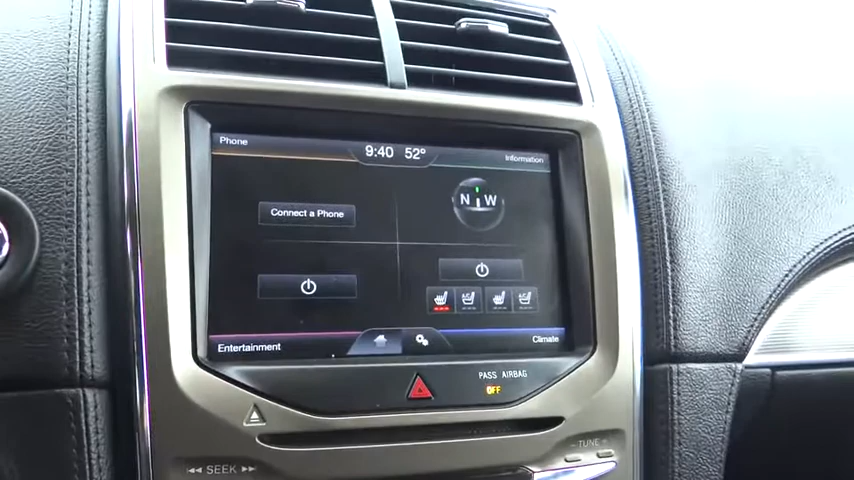 Phone
9:40 52°
Information
Connect a Phone
N W
Entertainment
Climate
PASS AIRBAG
OFF
SEEK
- TUNE +